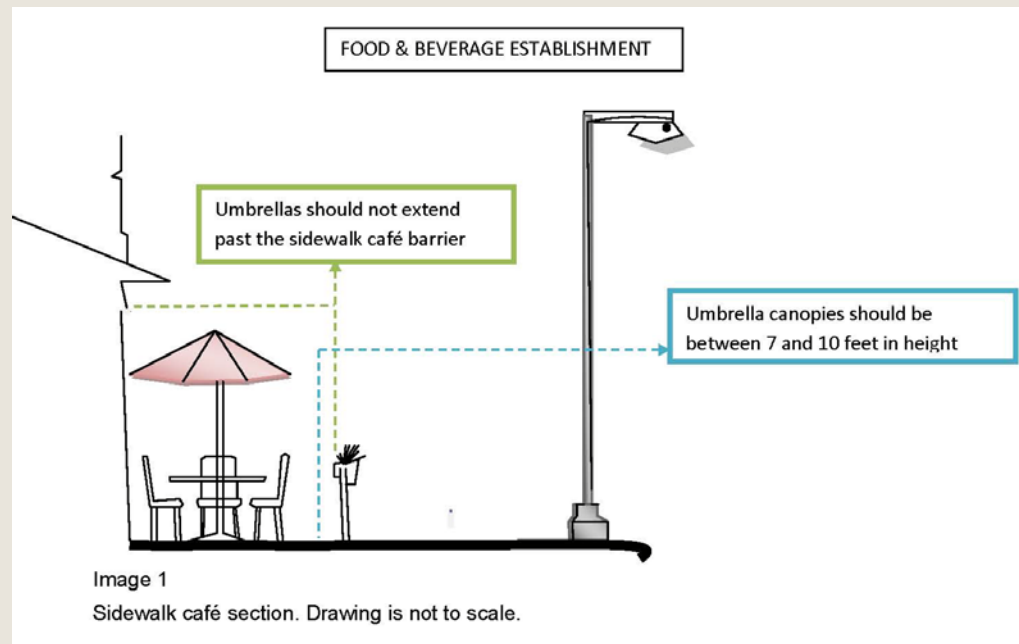 FOOD & BEVERAGE ESTABLISHMENT
Umbrellas should not extend
past the sidewalk café barrier
Umbrella canopies should be
between 7 and 10 feet in height
Image 1
Sidewalk café section. Drawing is not to scale.